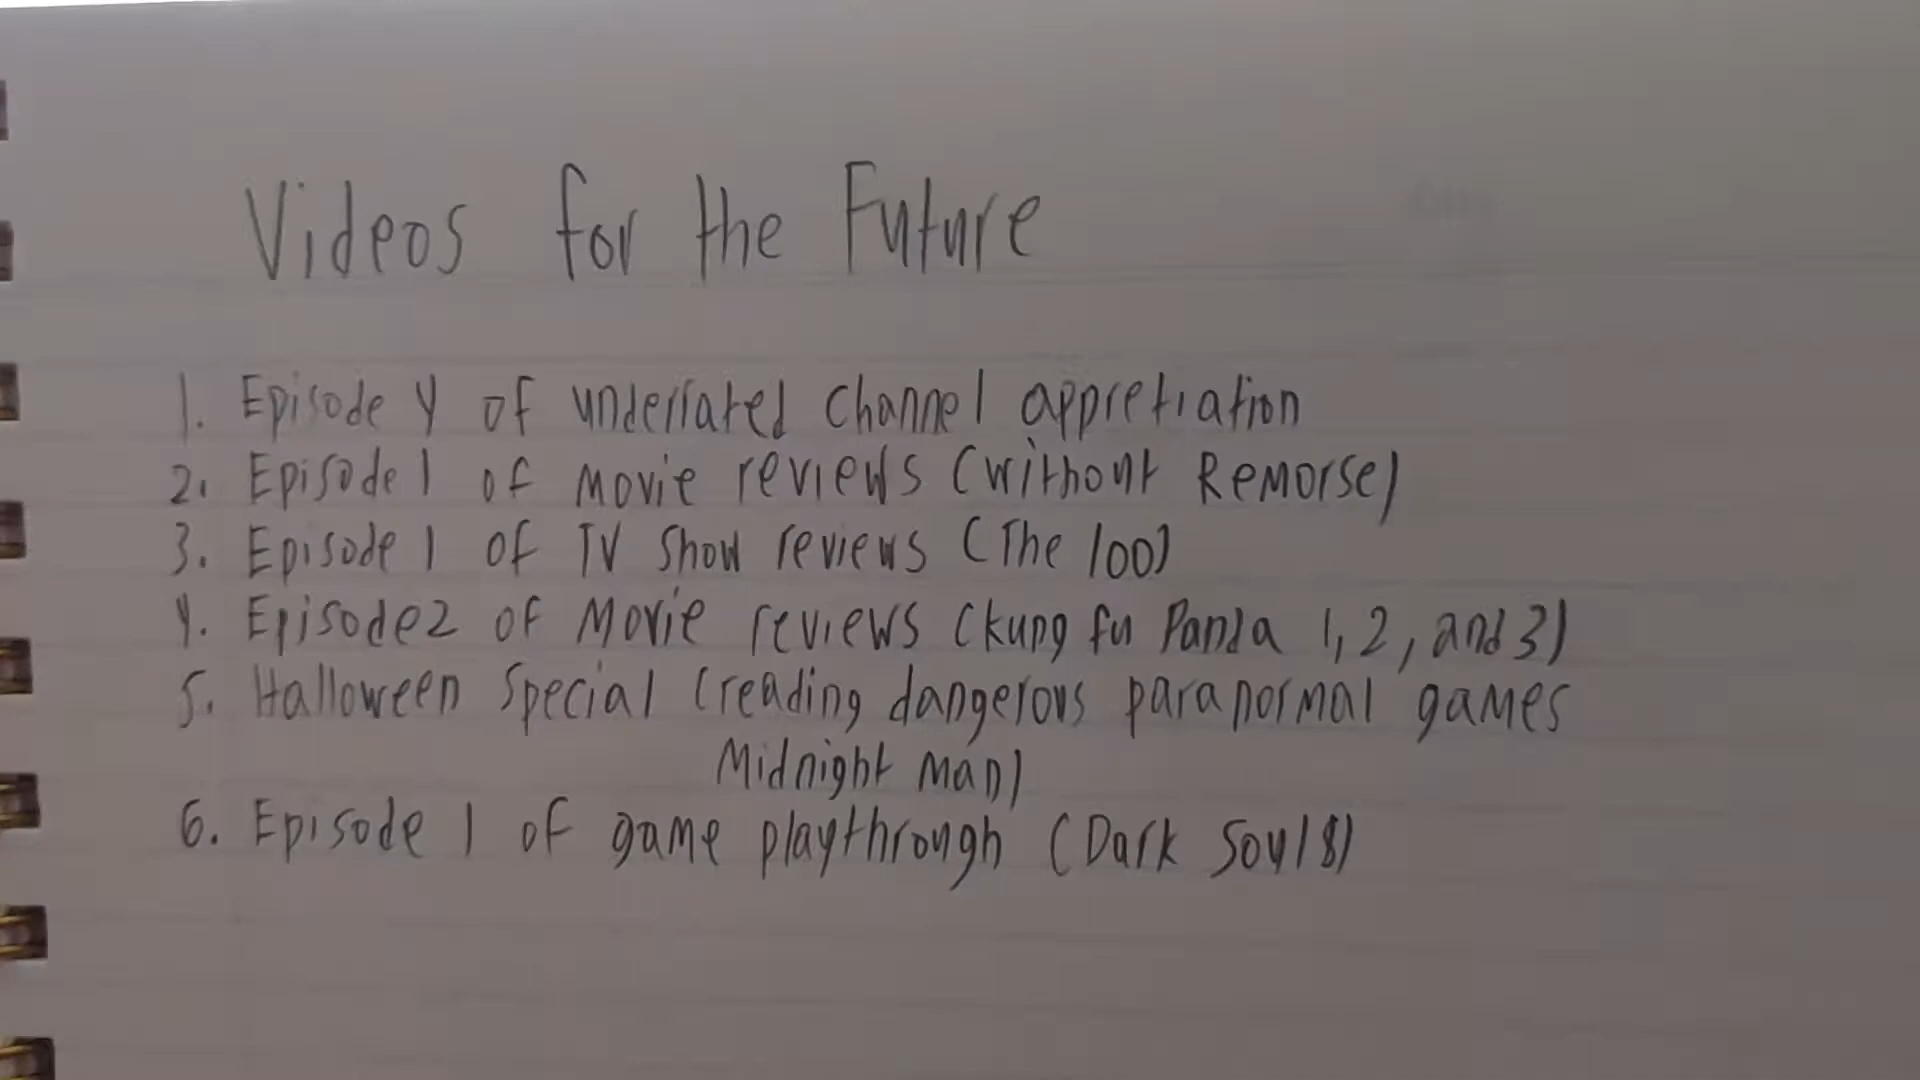 Videos for the Future
1. Episode 4 of underrated channel appretiation
2. Episode 1 of movie reviews (without Remorse)
3. Episode 1 of TV Show reviews (The 100)
4. Episode 2 of Movie reviews (kung fu Panda 1, 2, and 3)
5. Halloween Special (reading dangerous paranormal games
Midnight Man)
6. Episode 1 of game playthrough (Dark Souls)